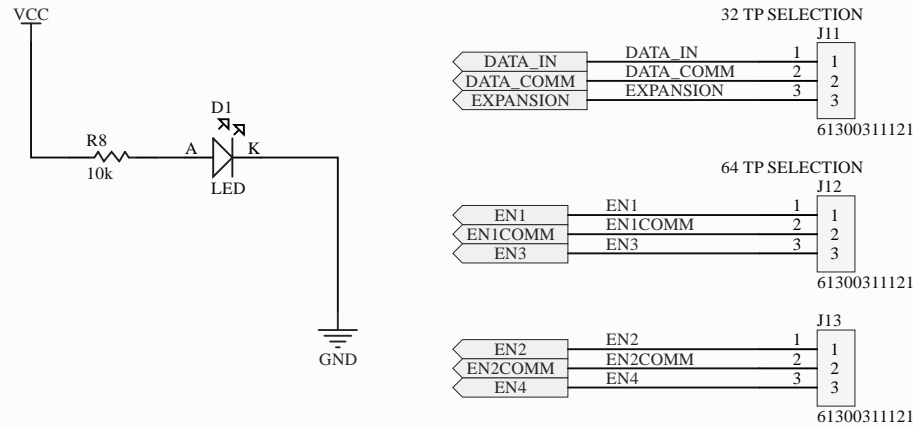 VCC
R8
10k
A
D1
K
LED
GND
32 TP SELECTION
J11
DATA_IN DATA_IN 1 1
DATA_COMM DATA_COMM 2 2
EXPANSION EXPANSION 3 3
61300311121
64 TP SELECTION
J12
EN1 EN1 1 1
EN1COMM EN1COMM 2 2
EN3 EN3 3 3
61300311121
J13
EN2 EN2 1 1
EN2COMM EN2COMM 2 2
EN4 EN4 3 3
61300311121